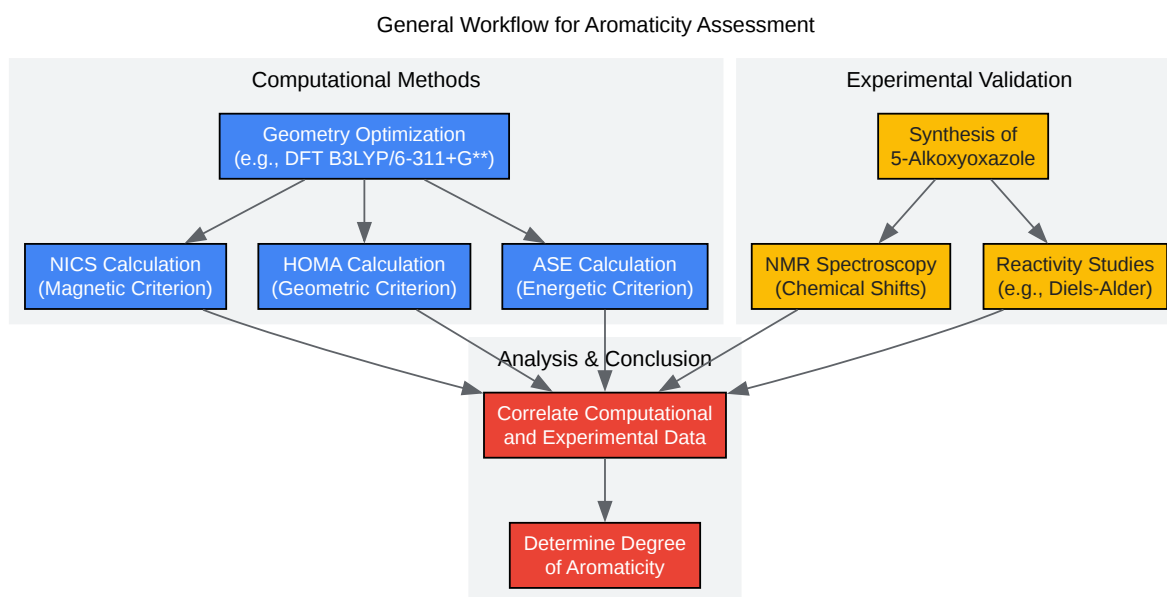 General Workflow for Aromaticity Assessment
Computational Methods
Experimental Validation
Geometry Optimization
(e.g., DFT B3LYP/6-311+G**)
Synthesis of
5-Alkoxyoxazole
NICS Calculation
(Magnetic Criterion)
HOMA Calculation
(Geometric Criterion)
ASE Calculation
(Energetic Criterion)
NMR Spectroscopy
(Chemical Shifts)
Reactivity Studies
(e.g., Diels-Alder)
Analysis & Conclusion
Correlate Computational
and Experimental Data
Determine Degree
of Aromaticity